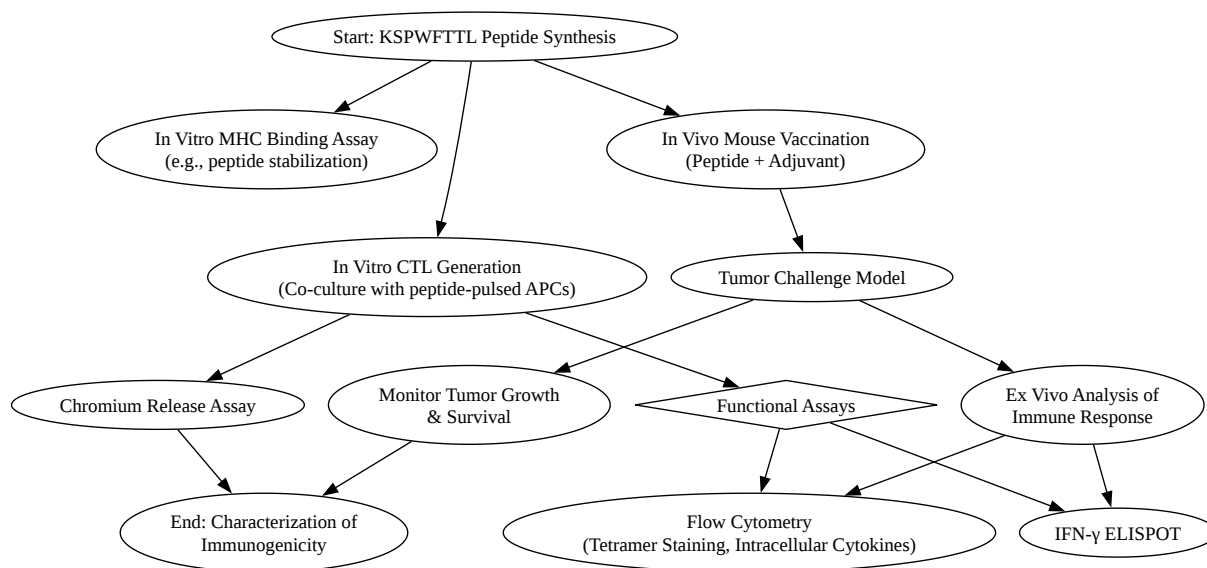 Start: KSPWFTTL Peptide Synthesis
In Vitro MHC Binding Assay
(e.g., peptide stabilization)
In Vivo Mouse Vaccination
(Peptide + Adjuvant)
In Vitro CTL Generation
(Co-culture with peptide-pulsed APCs)
Tumor Challenge Model
Chromium Release Assay
Monitor Tumor Growth
& Survival
Functional Assays
Ex Vivo Analysis of
Immune Response
End: Characterization of
Immunogenicity
Flow Cytometry
(Tetramer Staining, Intracellular Cytokines)
IFN-γ ELISPOT